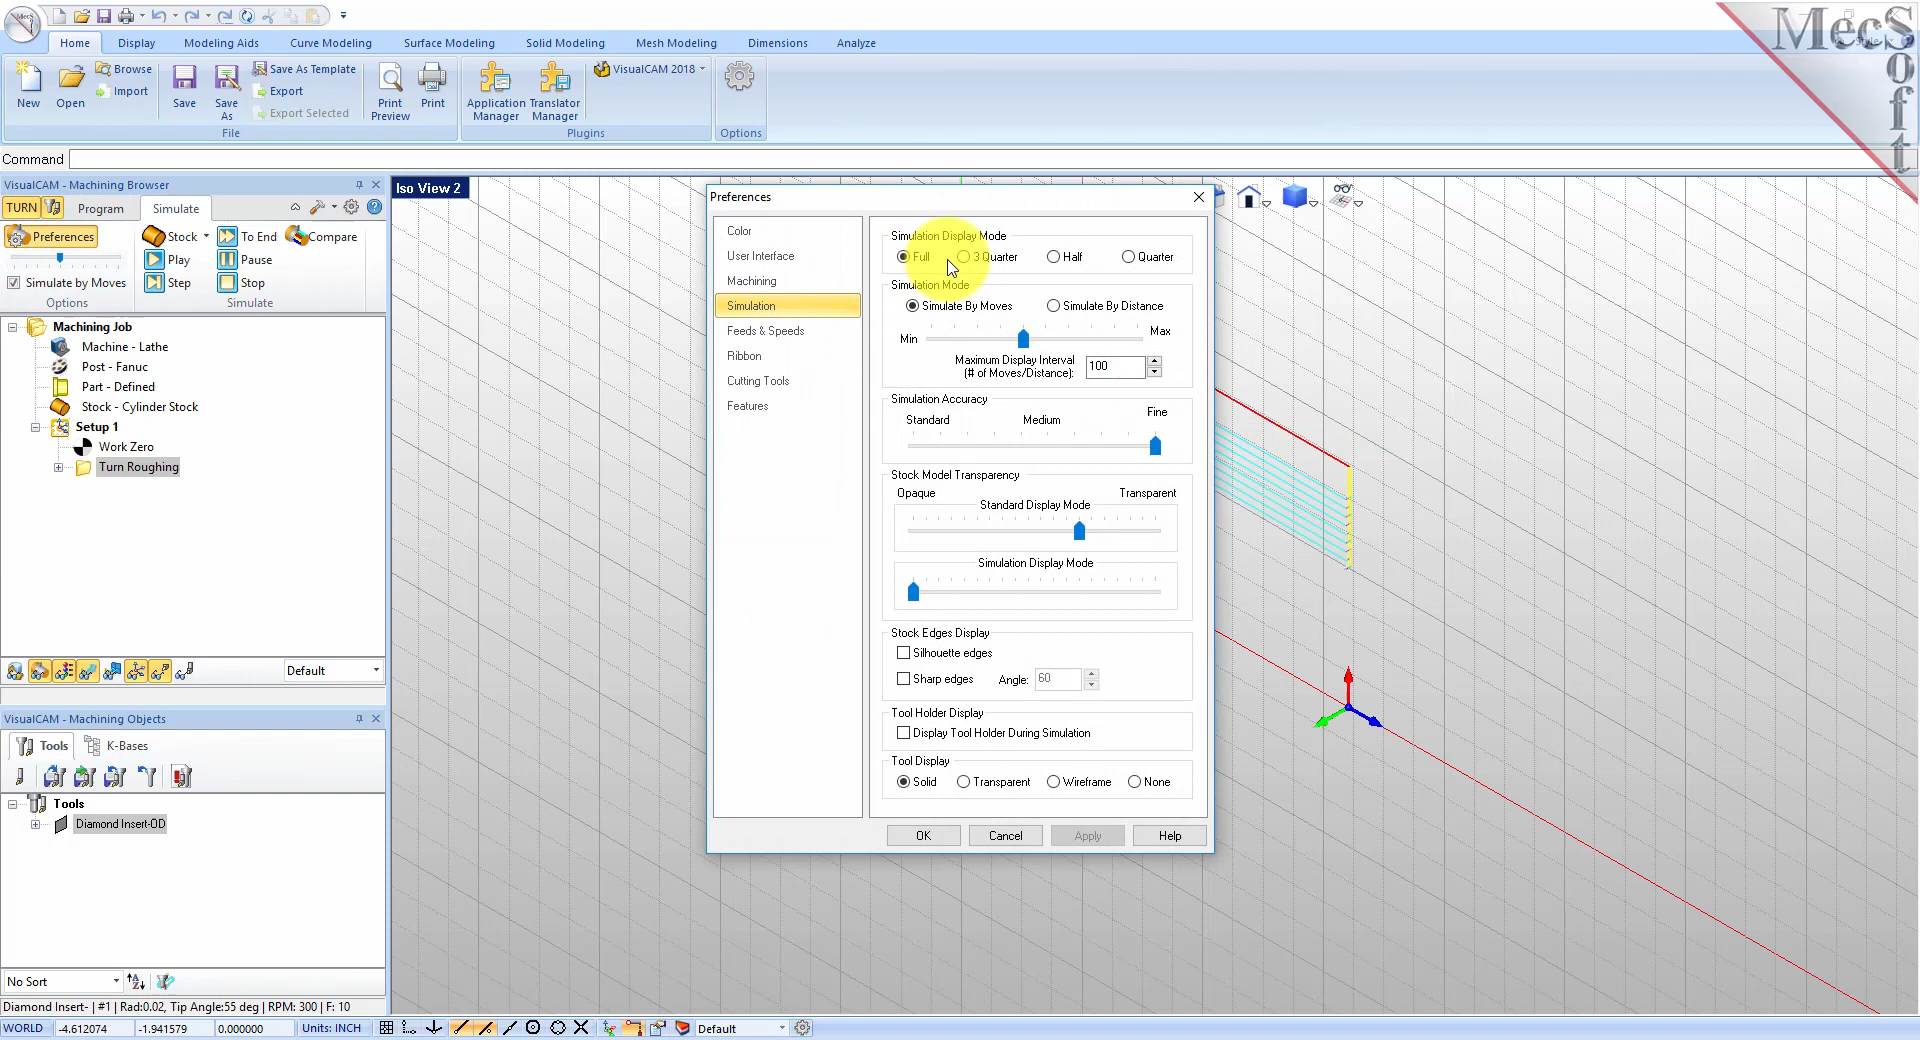 MecSoft
Home Display Modeling Aids Curve Modeling Surface Modeling Solid Modeling Mesh Modeling Dimensions Analyze
New
Open
Browse
Import
Save
Save As
Save As Template
Export
Export Selected
Print Preview
Print
File
Application Manager
Translator Manager
VisualCAM 2018
Plugins
Options
Command
VisualCAM - Machining Browser
TURN Program Simulate
Preferences Stock To End Compare
Play Pause
Simulate by Moves Step Stop
Options Simulate
Machining Job
Machine - Lathe
Post - Fanuc
Part - Defined
Stock - Cylinder Stock
Setup 1
Work Zero
Turn Roughing
Default
VisualCAM - Machining Objects
Tools K-Bases
Tools
Diamond Insert-OD
No Sort
Diamond Insert- | #1 | Rad:0.02, Tip Angle:55 deg | RPM: 300 | F: 10
WORLD -4.612074 -1.941579 0.000000 Units: INCH Default
Iso View 2
Preferences
Color
User Interface
Machining
Simulation
Feeds & Speeds
Ribbon
Cutting Tools
Features
Simulation Display Mode
Full 3 Quarter Half Quarter
Simulation Mode
Simulate By Moves Simulate By Distance
Min Max
Maximum Display Interval
(# of Moves/Distance): 100
Simulation Accuracy
Standard Medium Fine
Stock Model Transparency
Opaque Transparent
Standard Display Mode
Simulation Display Mode
Stock Edges Display
Silhouette edges
Sharp edges Angle: 60
Tool Holder Display
Display Tool Holder During Simulation
Tool Display
Solid Transparent Wireframe None
OK Cancel Apply Help